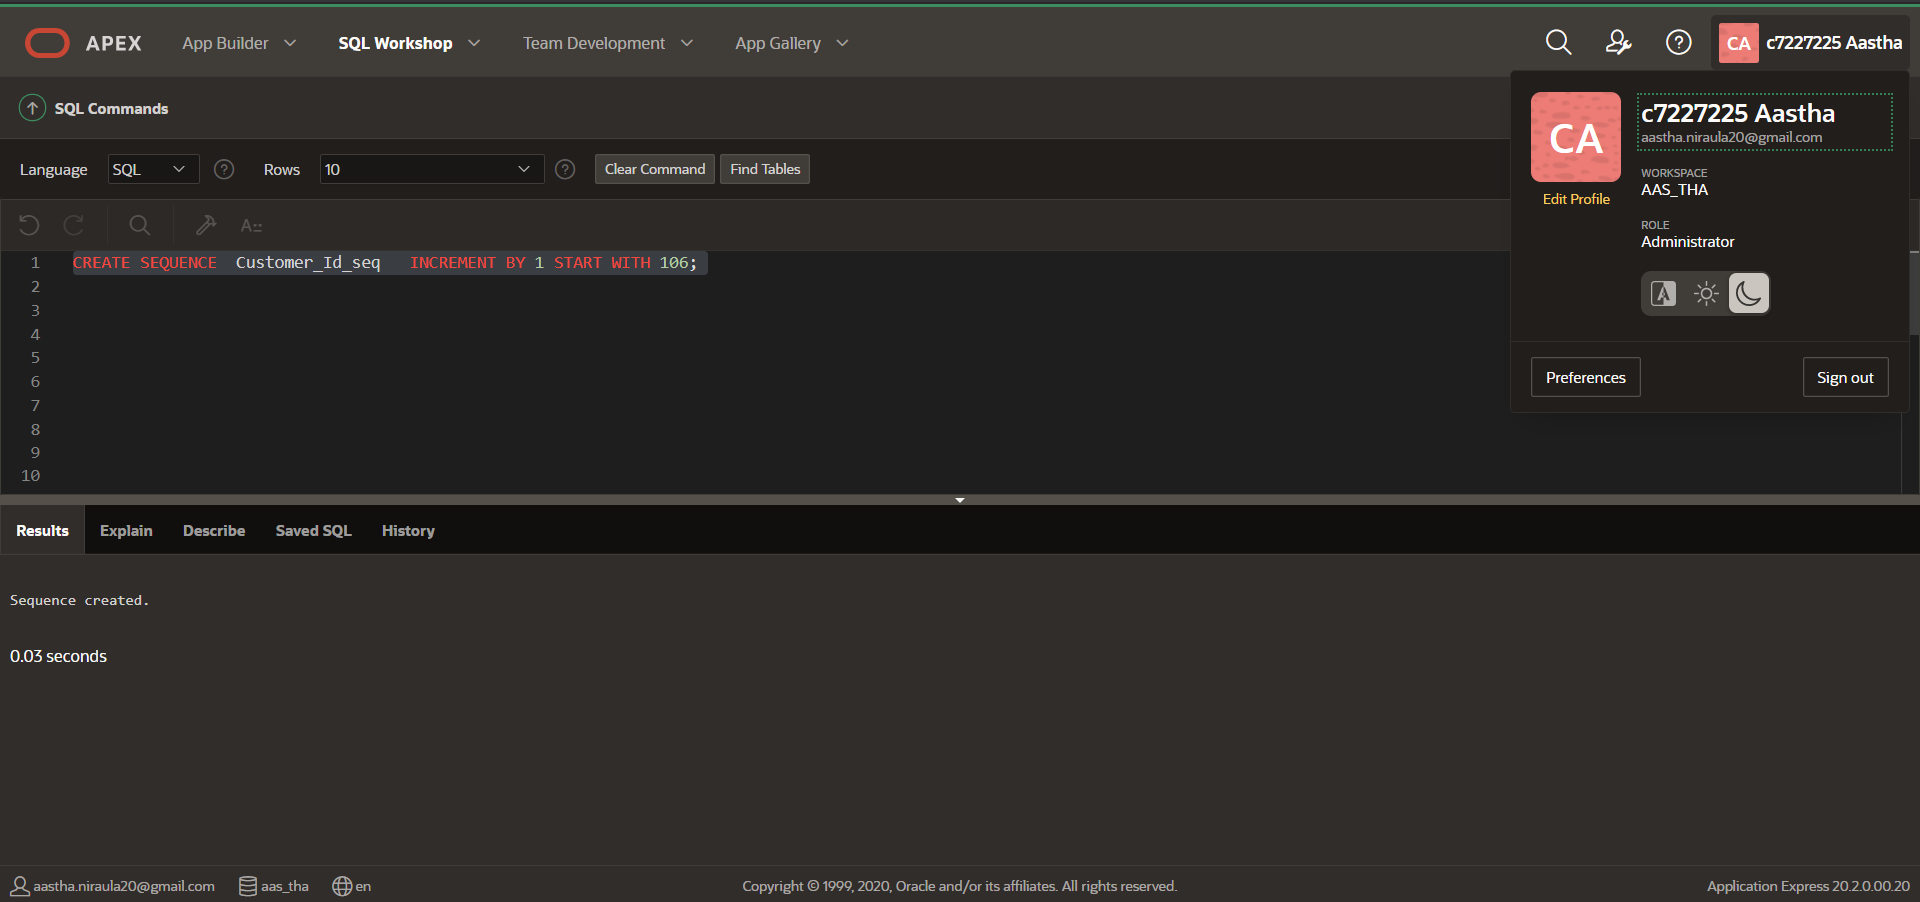 APEX App Builder SQL Workshop Team Development App Gallery CA c7227225 Aastha
SQL Commands
CA
c7227225 Aastha
aastha.niraula20@gmail.com
Edit Profile
WORKSPACE
AAS_THA
ROLE
Administrator
Preferences Sign out
Language SQL Rows 10 Clear Command Find Tables
1 CREATE SEQUENCE Customer_Id_seq INCREMENT BY 1 START WITH 106;
2
3
4
5
6
7
8
9
10
Results Explain Describe Saved SQL History
Sequence created.
0.03 seconds
aastha.niraula20@gmail.com aas_tha en Copyright © 1999, 2020, Oracle and/or its affiliates. All rights reserved. Application Express 20.2.0.00.20